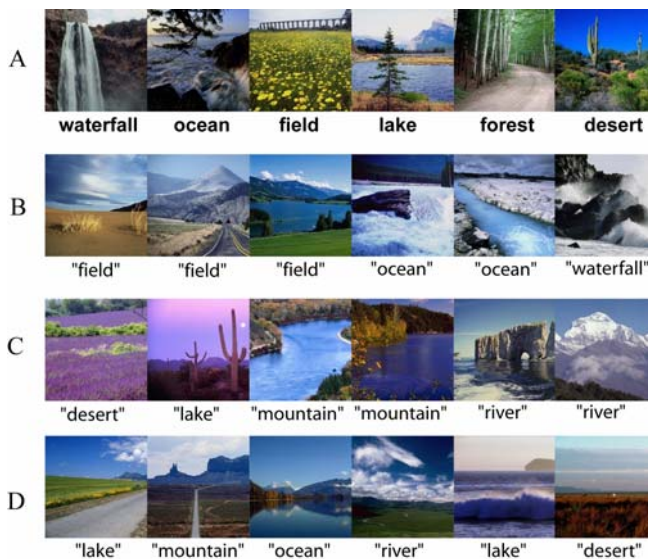 A
waterfall ocean field lake forest desert
B
"field" "field" "field" "ocean" "ocean" "waterfall"
C
"desert" "lake" "mountain" "mountain" "river" "river"
D
"lake" "mountain" "ocean" "river" "lake" "desert"